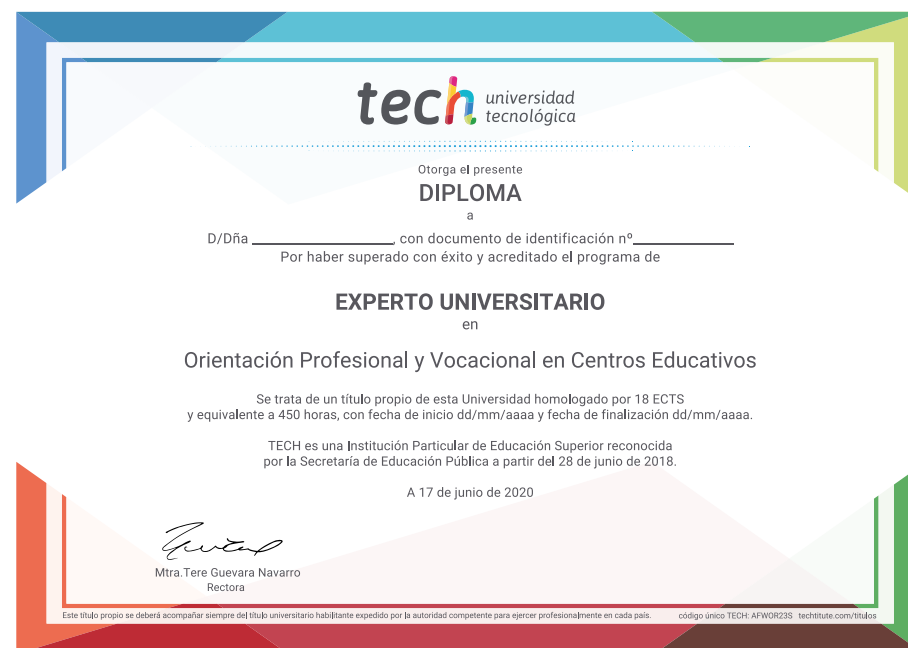 tech universidad
tecnológica
Otorga el presente
DIPLOMA
a
D/Dña ________________, con documento de identificación nº____________
Por haber superado con éxito y acreditado el programa de
EXPERTO UNIVERSITARIO
en
Orientación Profesional y Vocacional en Centros Educativos
Se trata de un título propio de esta Universidad homologado por 18 ECTS
y equivalente a 450 horas, con fecha de inicio dd/mm/aaaa y fecha de finalización dd/mm/aaaa.
TECH es una Institución Particular de Educación Superior reconocida
por la Secretaría de Educación Pública a partir del 28 de junio de 2018.
A 17 de junio de 2020
Mtra.Tere Guevara Navarro
Rectora
Este título propio se deberá acompañar siempre del título universitario habilitante expedido por la autoridad competente para ejercer profesionalmente en cada país. código único TECH: AFWOR23S techtitute.com/titulos